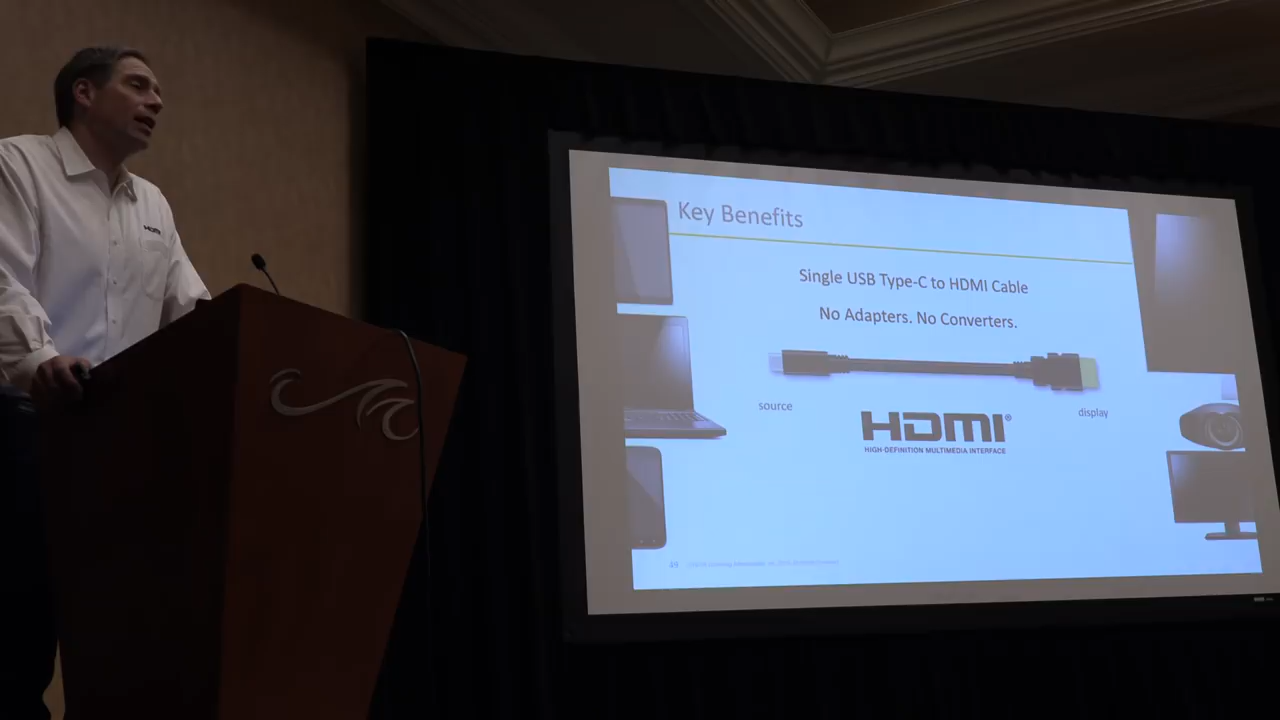 HDMI
Key Benefits
Single USB Type-C to HDMI Cable
No Adapters. No Converters.
source
display
HDMI®
HIGH-DEFINITION MULTIMEDIA INTERFACE